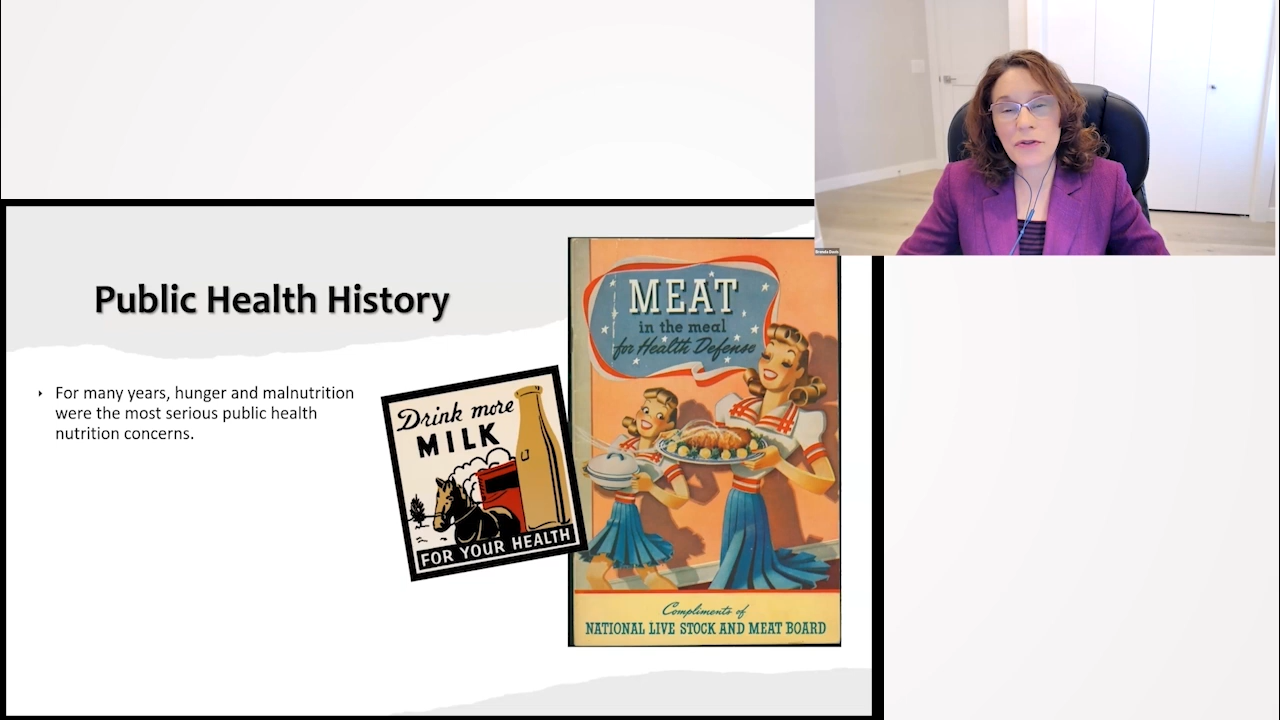 Public Health History
For many years, hunger and malnutrition
were the most serious public health
nutrition concerns.
Drink more
MILK
FOR YOUR HEALTH
MEAT
in the meal
for Health Defense
Compliments of
NATIONAL LIVE STOCK AND MEAT BOARD
Brenda Davis